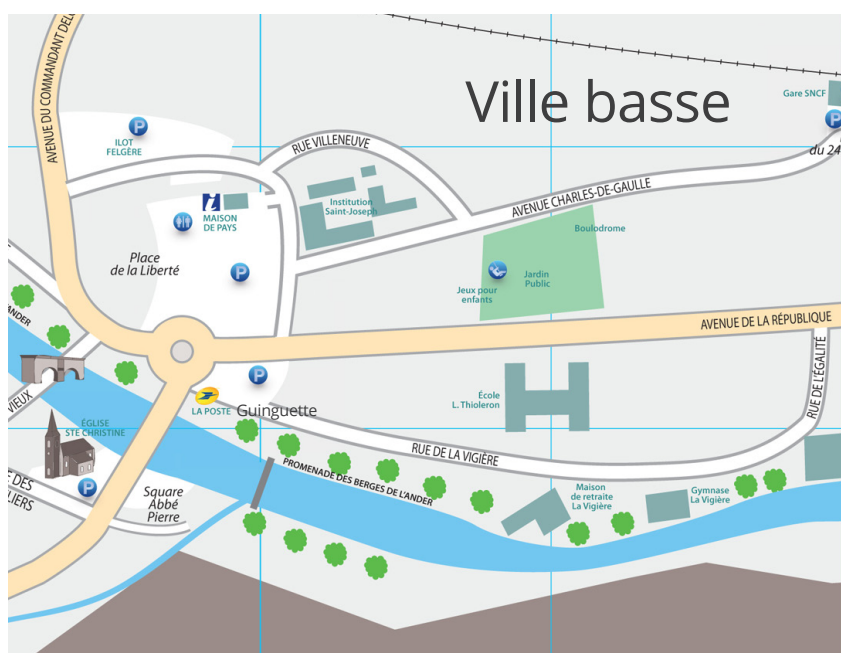 Ville basse
AVENUE DU COMMANDANT DEL
Gare SNCF
P
P
du 24
ILOT
FELGÈRE
RUE VILLENEUVE
AVENUE CHARLES-DE-GAULLE
i
MAISON
DE PAYS
Institution
Saint-Joseph
Boulodrome
Place
de la Liberté
P
Jeux pour
enfants
Jardin
Public
ANDER
AVENUE DE LA RÉPUBLIQUE
P
VIEUX
LA POSTE
Guinguette
École
L. Thioleron
RUE DE L'ÉGALITÉ
ÉGLISE
STE CHRISTINE
RUE DE LA VIGIÈRE
P
PROMENADE DES BERGES DE L'ANDER
E DES
LIERS
Square
Abbé
Pierre
Maison
de retraite
La Vigière
Gymnase
La Vigière